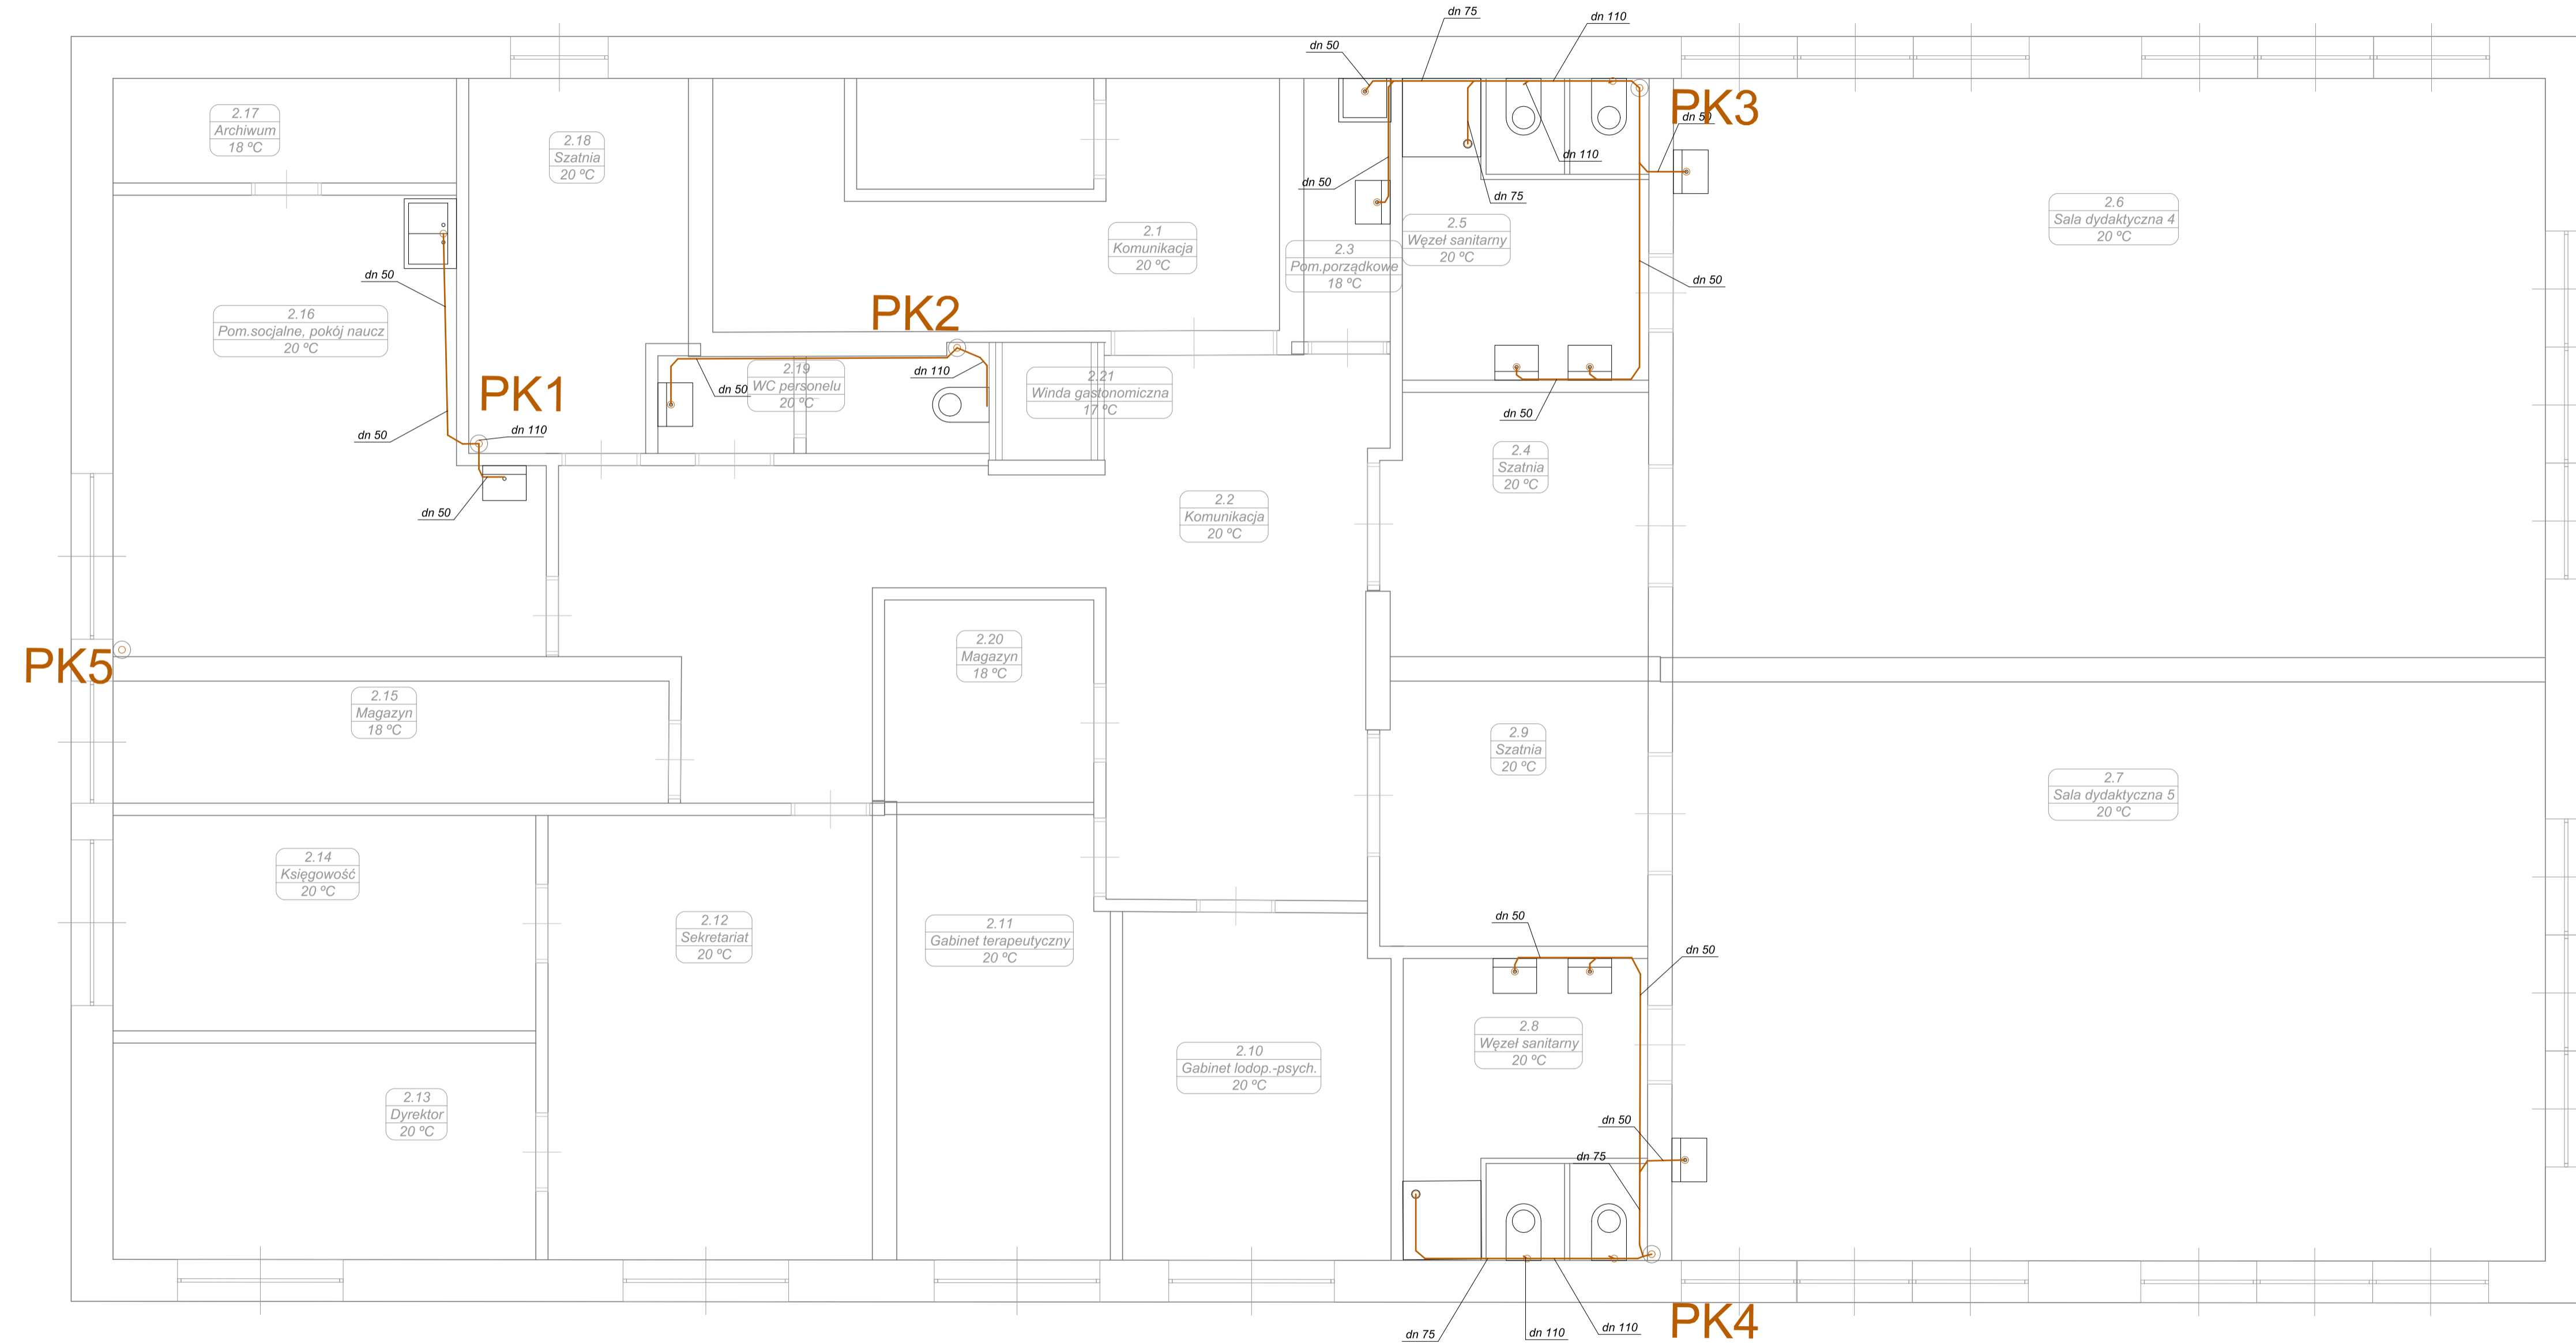 dn 75
dn 110
dn 50
PK3
dn 50
2.17
Archiwum
18 ºC
2.18
Szatnia
20 ºC
dn 110
dn 50
dn 75
2.1
Komunikacja
20 ºC
2.3
Pom.porządkowe
18 ºC
2.5
Węzeł sanitarny
20 ºC
2.6
Sala dydaktyczna 4
20 ºC
dn 50
dn 50
2.16
Pom.socjalne, pokój naucz
20 ºC
PK2
PK1
dn 50
dn 110
2.19
WC personelu
20 ºC
dn 110
2.21
Winda gastonomiczna
17 ºC
dn 50
dn 50
dn 110
dn 50
2.4
Szatnia
20 ºC
2.2
Komunikacja
20 ºC
PK5
2.20
Magazyn
18 ºC
2.15
Magazyn
18 ºC
2.9
Szatnia
20 ºC
2.7
Sala dydaktyczna 5
20 ºC
2.14
Księgowość
20 ºC
2.12
Sekretariat
20 ºC
2.11
Gabinet terapeutyczny
20 ºC
dn 50
dn 50
2.8
Węzeł sanitarny
20 ºC
2.10
Gabinet lodop.-psych.
20 ºC
2.13
Dyrektor
20 ºC
dn 50
dn 75
PK4
dn 75
dn 110
dn 110